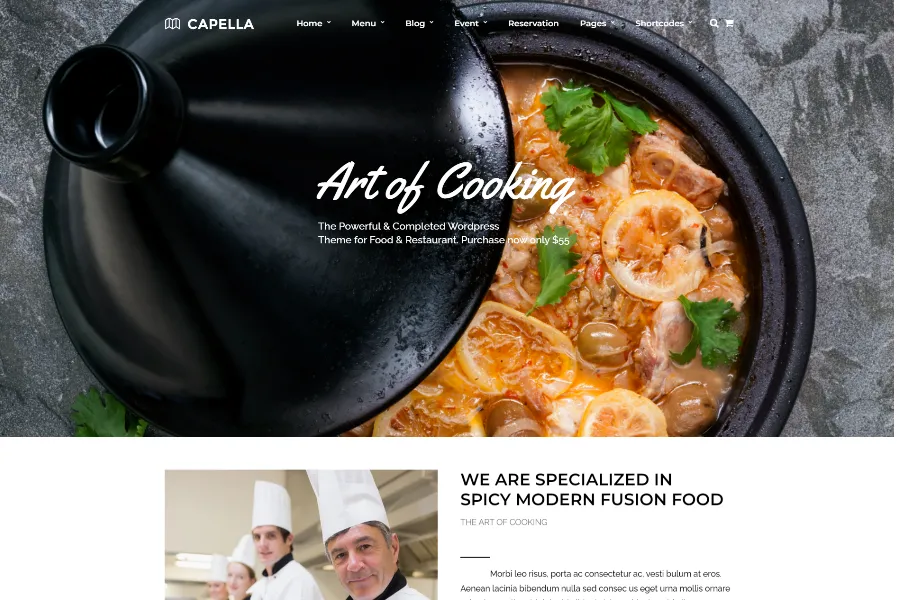 CAPELLA
Home Menu Blog Event Reservation Pages Shortcodes
Art of Cooking
The Powerful & Completed Wordpress
Theme for Food & Restaurant. Purchase now only $55
WE ARE SPECIALIZED IN
SPICY MODERN FUSION FOOD
THE ART OF COOKING
Morbi leo risus, porta ac consectetur ac, vesti bulum at eros.
Aenean lacinia bibendum nulla sed consec us eget urna mollis ornare